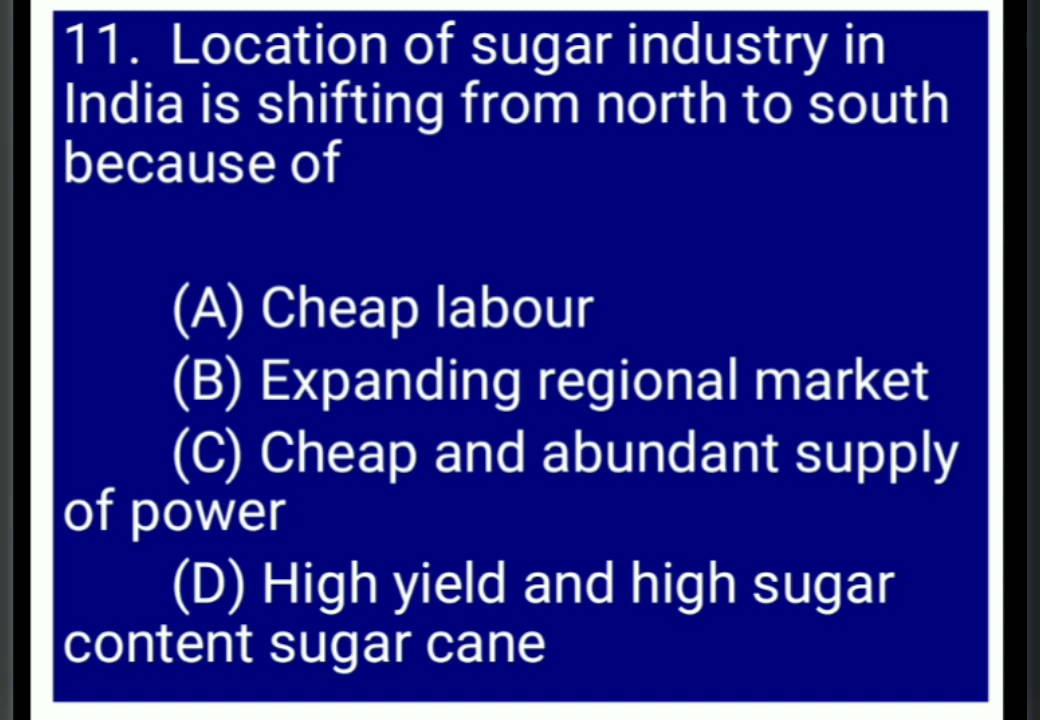 11. Location of sugar industry in
India is shifting from north to south
because of
(A) Cheap labour
(B) Expanding regional market
(C) Cheap and abundant supply
of power
(D) High yield and high sugar
content sugar cane